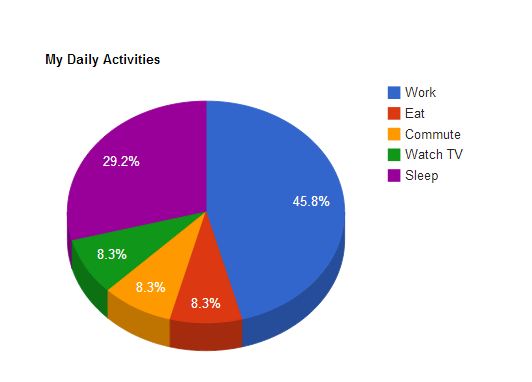 My Daily Activities
Work
Eat
Commute
Watch TV
Sleep
29.2%
45.8%
8.3%
8.3%
8.3%